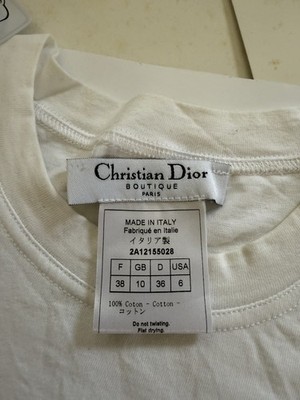 Christian Dior
BOUTIQUE
PARIS
MADE IN ITALY
Fabriqué en Italie
イタリア製
2A12155028
F GB D USA
38 10 36 6
100% Coton - Cotton -
コットン
Do not twisting.
Flat drying.